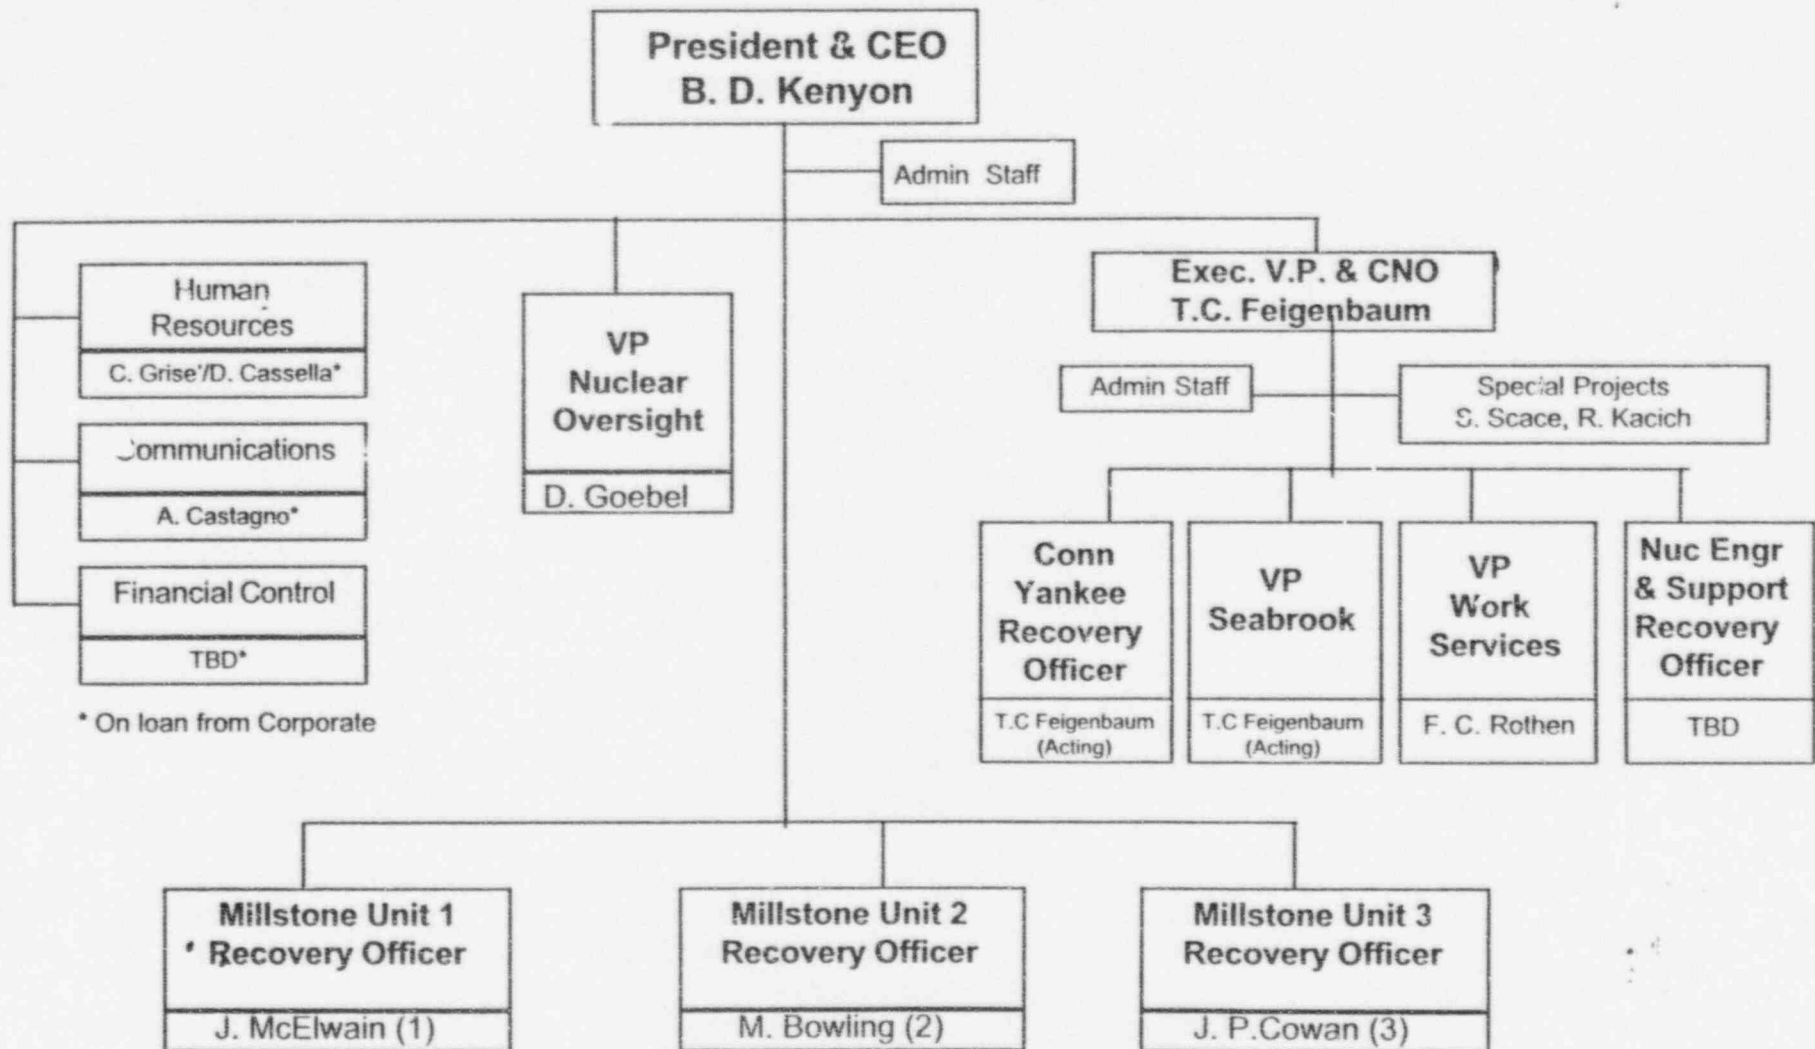 President & CEO
B. D. Kenyon
Admin Staff
Human
Resources
C. Grise'/D. Cassella*
Communications
A. Castagno*
Financial Control
TBD*
* On loan from Corporate
VP
Nuclear
Oversight
D. Goebel
Exec. V.P. & CNO
T.C. Feigenbaum
Admin Staff
Special Projects
S. Scace, R. Kacich
Conn
Yankee
Recovery
Officer
T.C Feigenbaum
(Acting)
VP
Seabrook
T.C Feigenbaum
(Acting)
VP
Work
Services
F. C. Rothen
Nuc Engr
& Support
Recovery
Officer
TBD
Millstone Unit 1
Recovery Officer
J. McElwain (1)
Millstone Unit 2
Recovery Officer
M. Bowling (2)
Millstone Unit 3
Recovery Officer
J. P.Cowan (3)